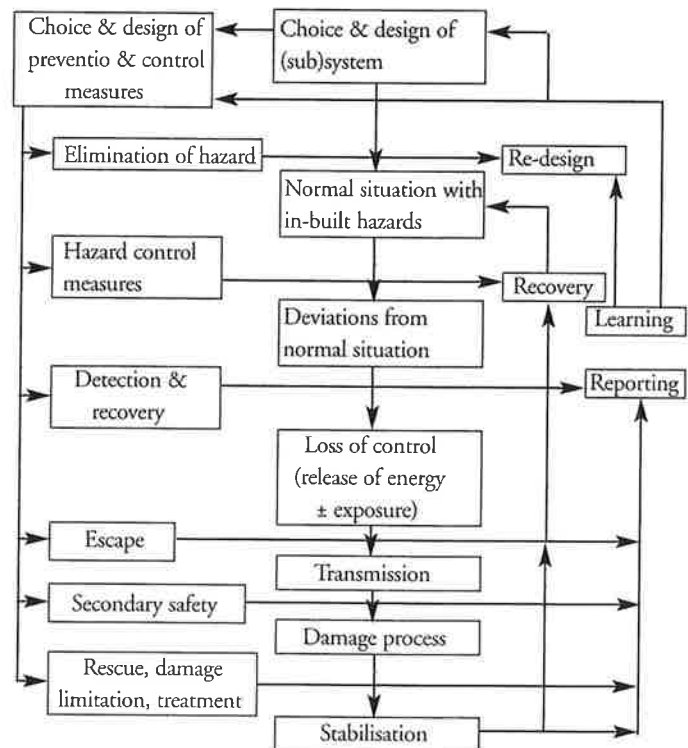 Choice & design of
preventio & control
measures
Choice & design of
(sub)system
Elimination of hazard
Re-design
Normal situation with
in-built hazards
Hazard control
measures
Recovery
Learning
Deviations from
normal situation
Detection &
recovery
Reporting
Loss of control
(release of energy
± exposure)
Escape
Transmission
Secondary safety
Damage process
Rescue, damage
limitation, treatment
Stabilisation